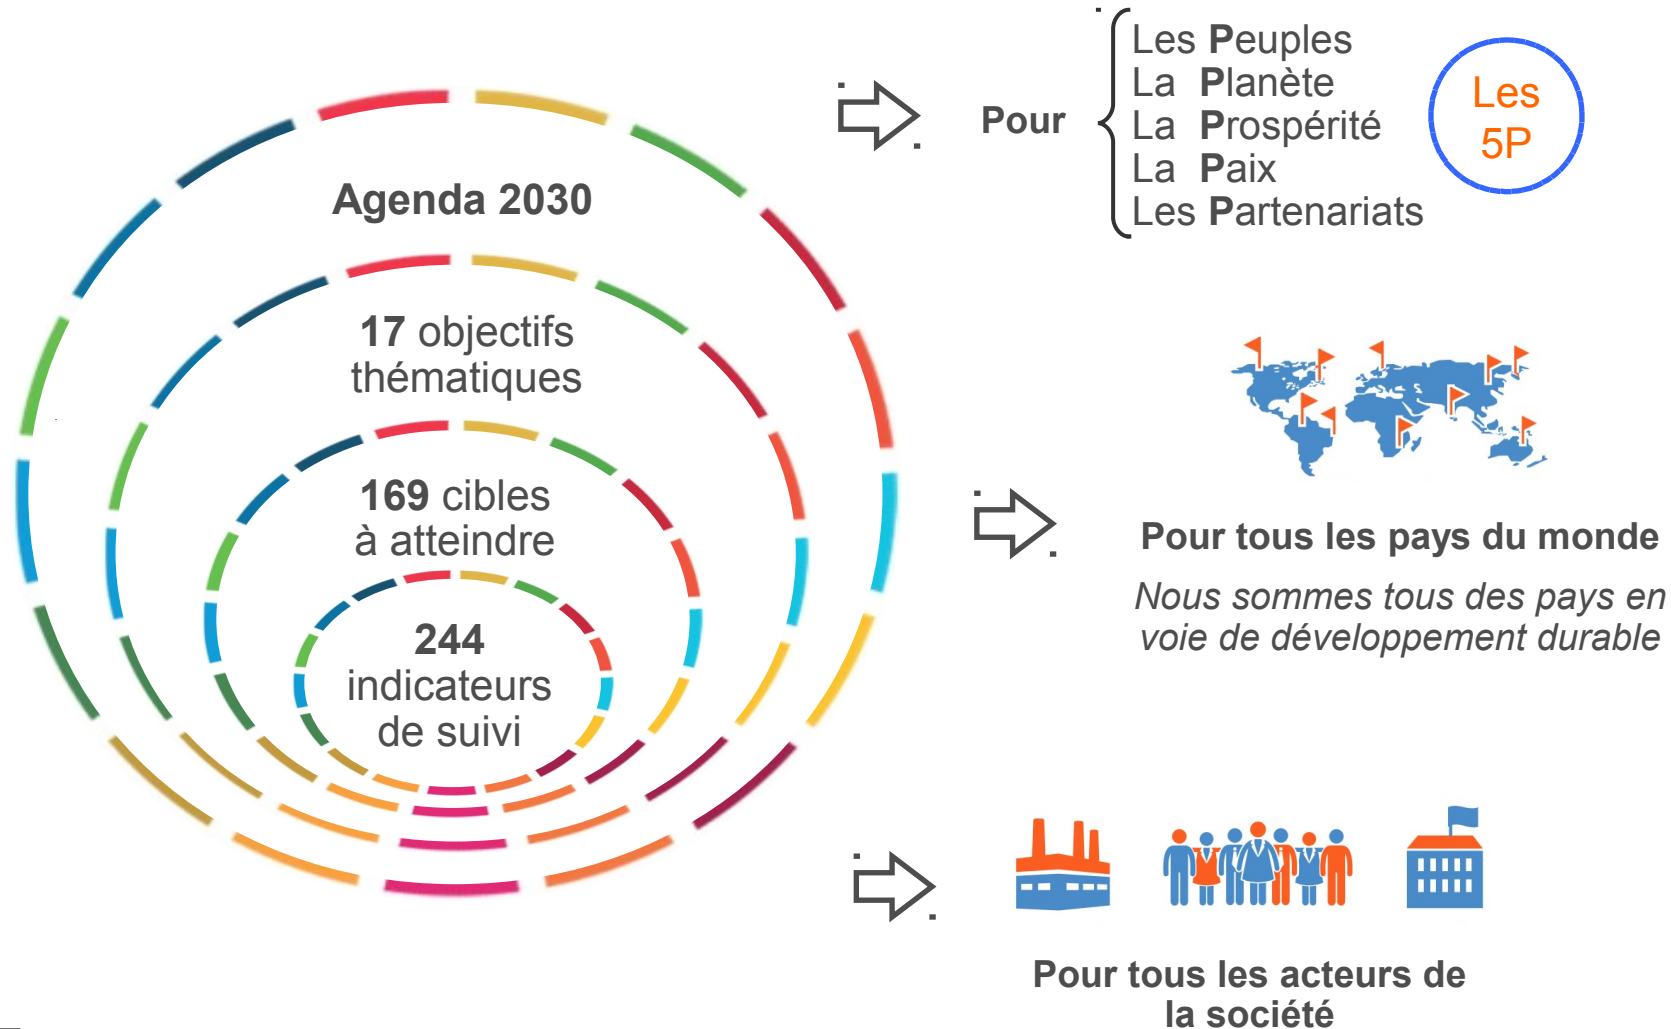 Agenda 2030
17 objectifs
thématiques
169 cibles
à atteindre
244
indicateurs
de suivi
Pour
Les Peuples
La Planète
La Prospérité
La Paix
Les Partenariats
Les
5P
Pour tous les pays du monde
Nous sommes tous des pays en
voie de développement durable
Pour tous les acteurs de
la société